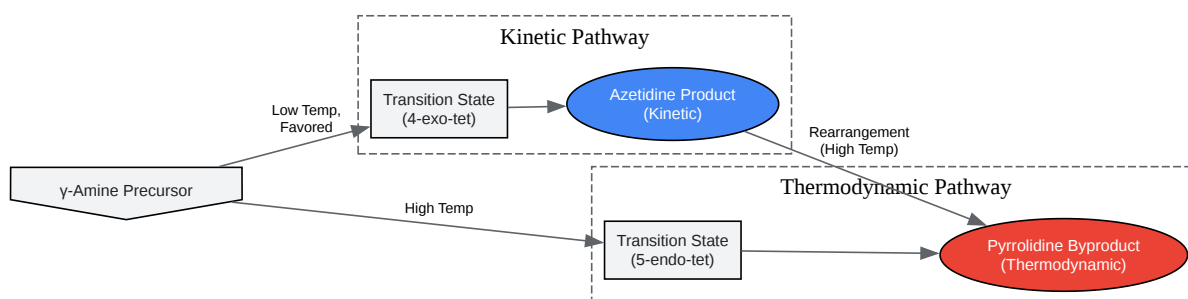 Kinetic Pathway
Transition State
(4-exo-tet)
Azetidine Product
(Kinetic)
Low Temp,
Favored
Rearrangement
(High Temp)
γ-Amine Precursor
Thermodynamic Pathway
High Temp
Transition State
(5-endo-tet)
Pyrrolidine Byproduct
(Thermodynamic)